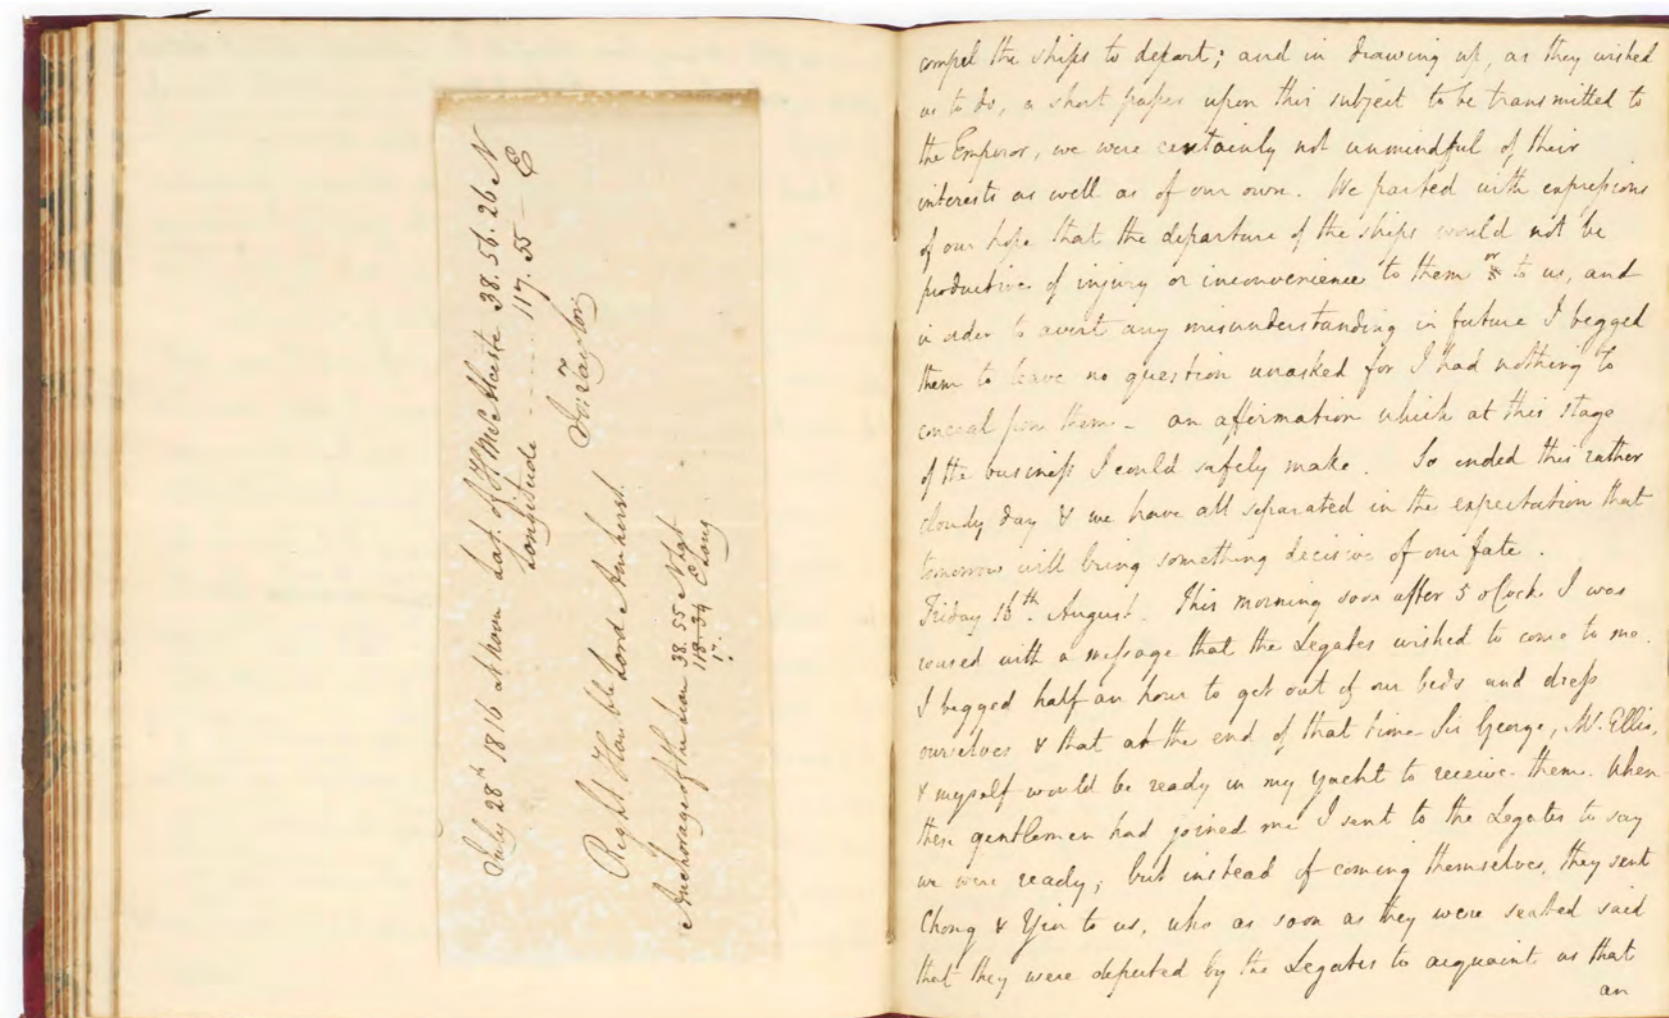 July 28th 1816 at Noon Lat. of H M S Alceste 38. 56. 26 N
Longitude - - - - - 117. 55 — E
Right Honble Lord Amherst. Jos: Taylor
Anchorage of the Lion 38. 55 N Lat
118. 34 E Long
17.
compel the ships to depart; and in drawing up, as they wished
us to do, a short paper upon this subject to be transmitted to
the Emperor, we were certainly not unmindful of their
interests as well as of our own. We parted with expressions
of our hope that the departure of the ships would not be
productive of injury or inconvenience to them or to us, and
in order to avert any misunderstanding in future I begged
them to leave no question unasked for I had nothing to
conceal from them - an affirmation which at this stage
of the business I could safely make. So ended this rather
cloudy day & we have all separated in the expectation that
tomorrow will bring something decisive of our fate.
Friday 16th. August. This morning soon after 5 oClock I was
roused with a message that the Legates wished to come to me.
I begged half an hour to get out of our beds and dress
ourselves & that at the end of that time Sir George, Mr. Ellis,
& myself would be ready in my yacht to receive them. When
these gentlemen had joined me I sent to the Legates to say
we were ready; but instead of coming themselves, they sent
Chong & Yin to us, who as soon as they were seated said
that they were deputed by the Legates to acquaint us that
an